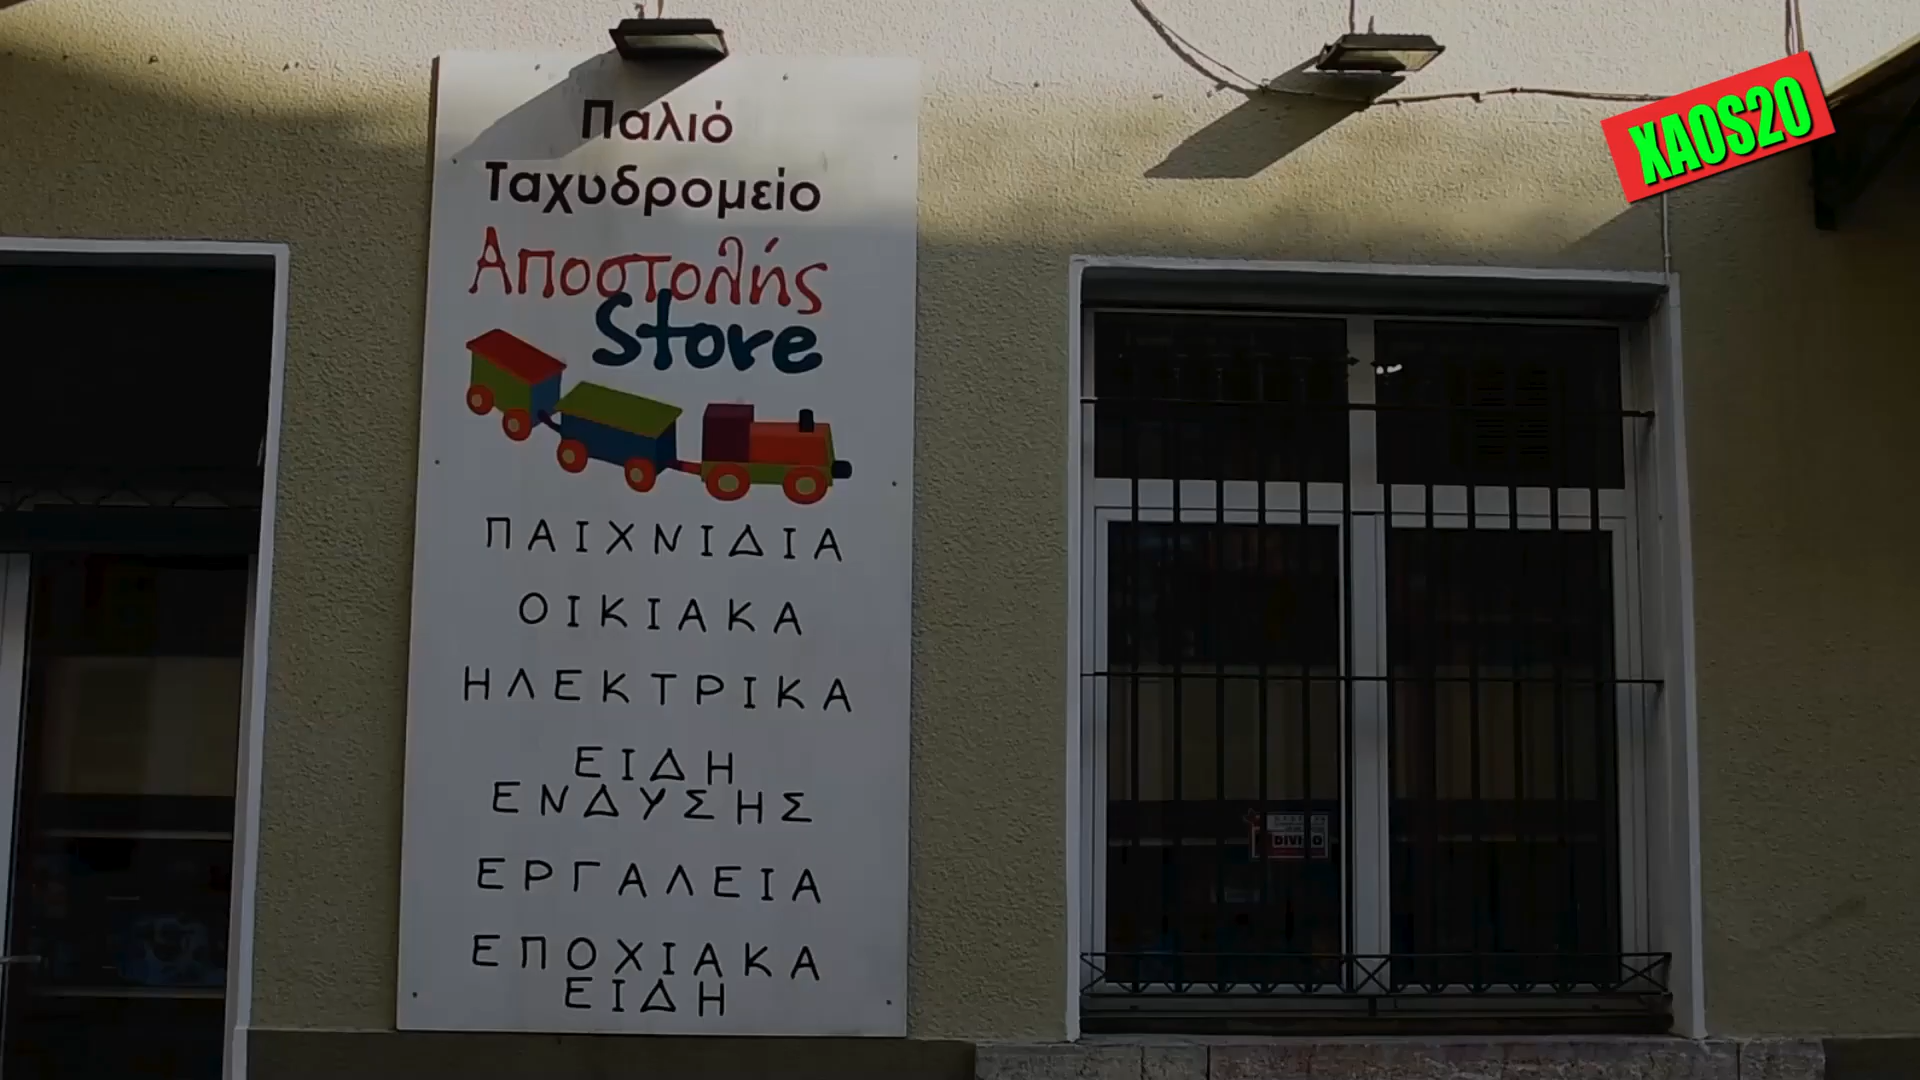 Παλιό
Ταχυδρομείο
Αποστολής
Store
ΠΑΙΧΝΙΔΙΑ
ΟΙΚΙΑΚΑ
ΗΛΕΚΤΡΙΚΑ
ΕΙΔΗ
ΕΝΔΥΣΗΣ
ΕΡΓΑΛΕΙΑ
ΕΠΟΧΙΑΚΑ
ΕΙΔΗ
XAOS20